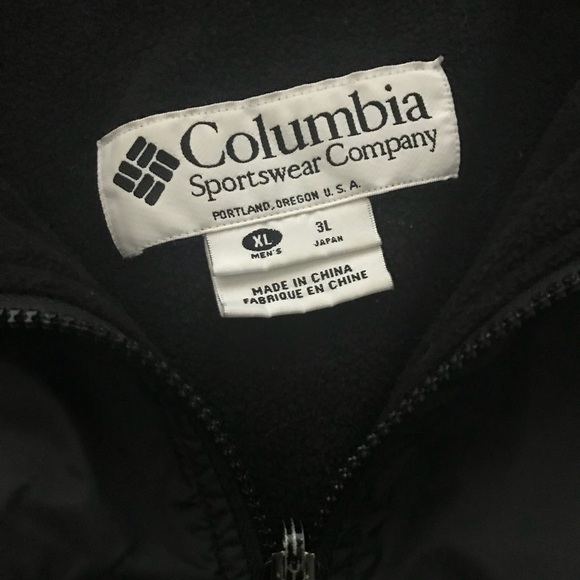 Columbia
Sportswear Company
PORTLAND, OREGON U.S.A.
XL 3L
MEN'S JAPAN
MADE IN CHINA
FABRIQUE EN CHINE